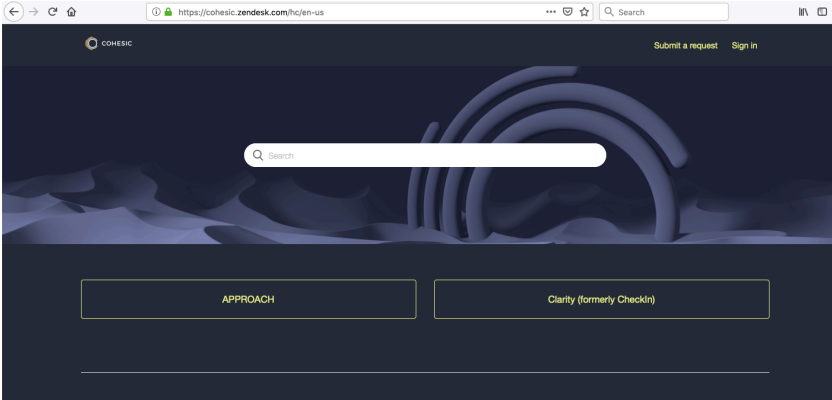 https://cohesic.zendesk.com/hc/en-us
Search
COHESIC
Submit a request
Sign in
Search
APPROACH
Clarity (formerly CheckIn)